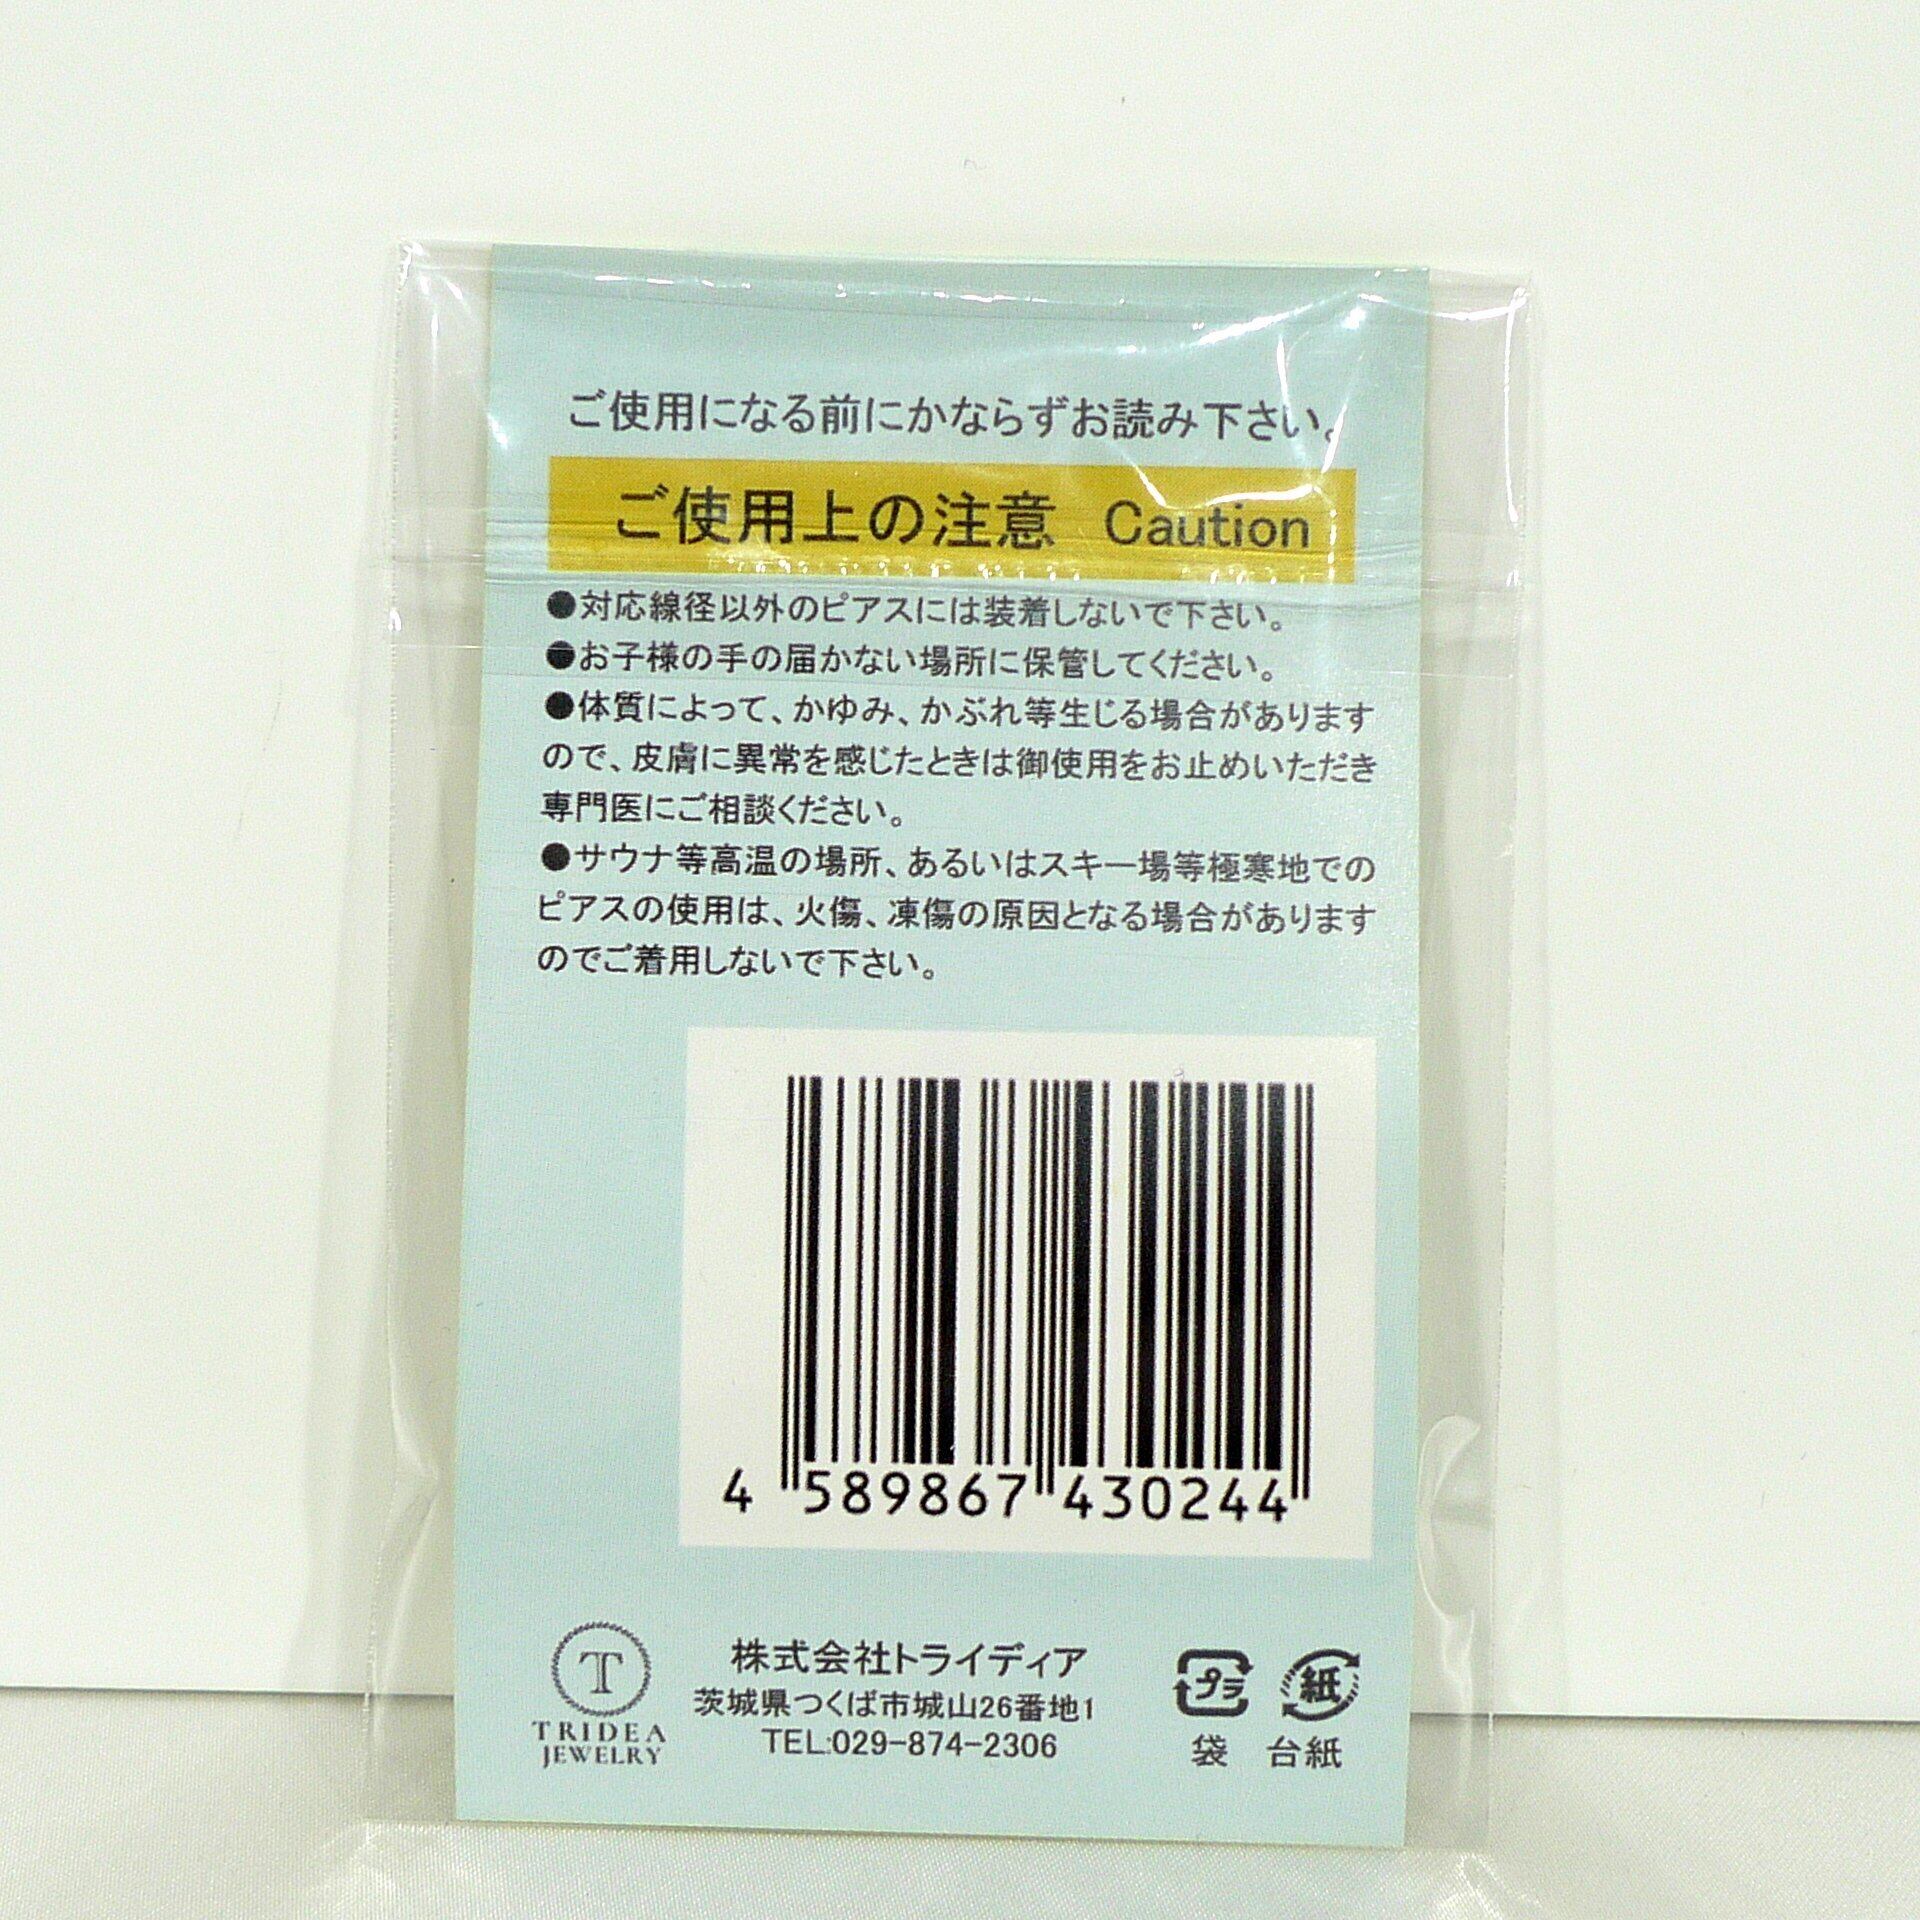 ご使用になる前にかならずお読み下さい。
ご使用上の注意 Caution
●対応線径以外のピアスには装着しないで下さい。
●お子様の手の届かない場所に保管してください。
●体質によって、かゆみ、かぶれ等生じる場合があります
ので、皮膚に異常を感じたときは御使用をお止めいただき
専門医にご相談ください。
●サウナ等高温の場所、あるいはスキー場等極寒地での
ピアスの使用は、火傷、凍傷の原因となる場合があります
のでご着用しないで下さい。
4 589867 430244
T
TRIDEA
JEWELRY
株式会社トライディア
茨城県つくば市城山26番地1
TEL:029-874-2306
プラ 紙
袋 台紙